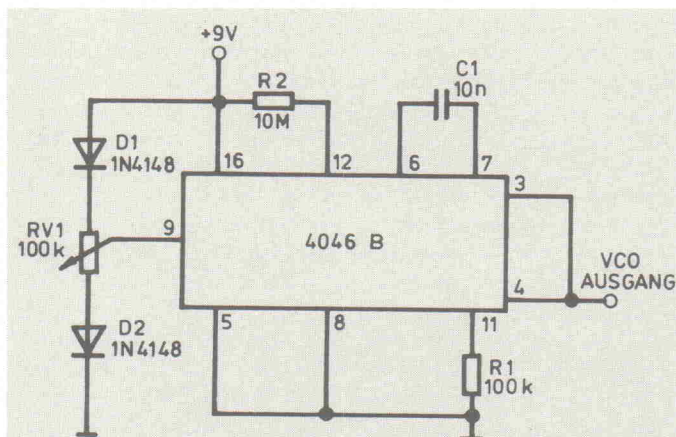 +9V
R2
10M
C1
10n
D1
1N4148
16
12
6
7
3
RV1
100k
9
4046 B
VCO
AUSGANG
4
D2
1N4148
5
8
11
R1
100k